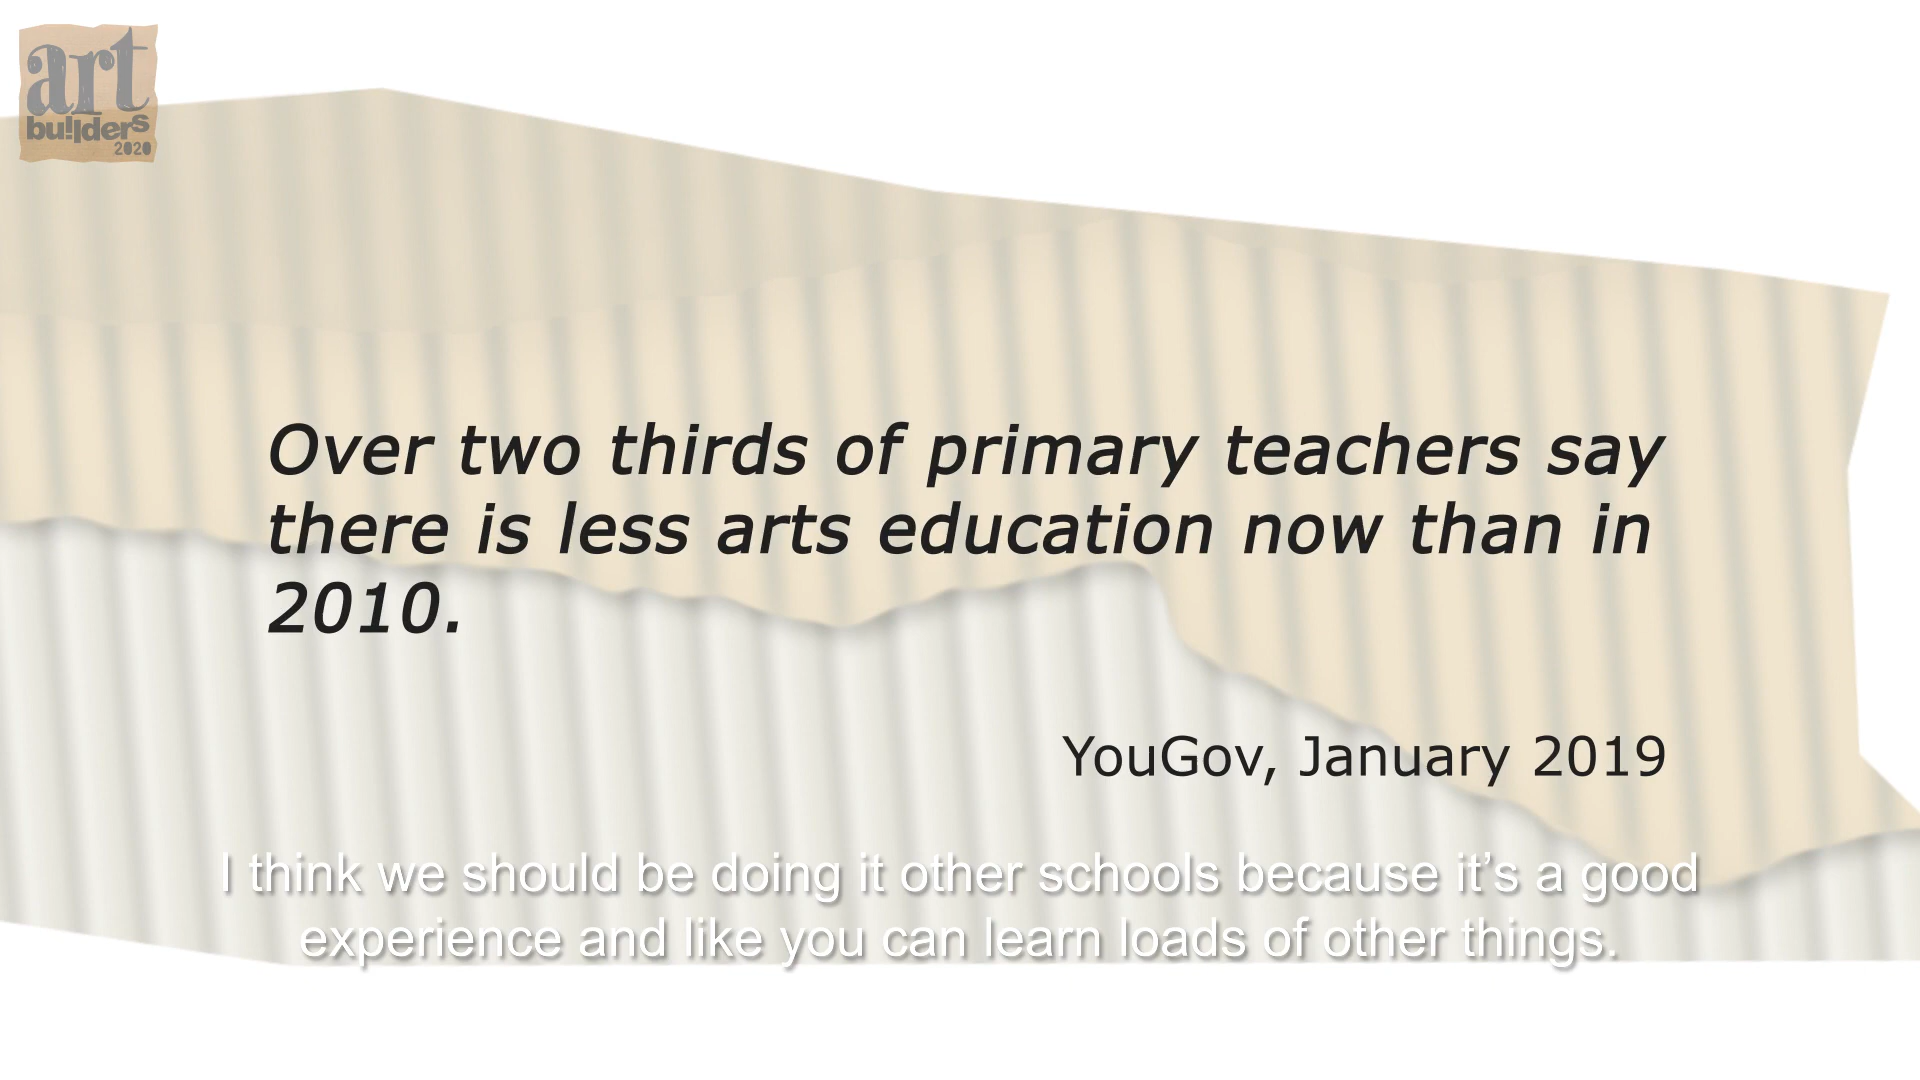 art
builders
2020
Over two thirds of primary teachers say
there is less arts education now than in
2010.
YouGov, January 2019
I think we should be doing it other schools because it’s a good
experience and like you can learn loads of other things.